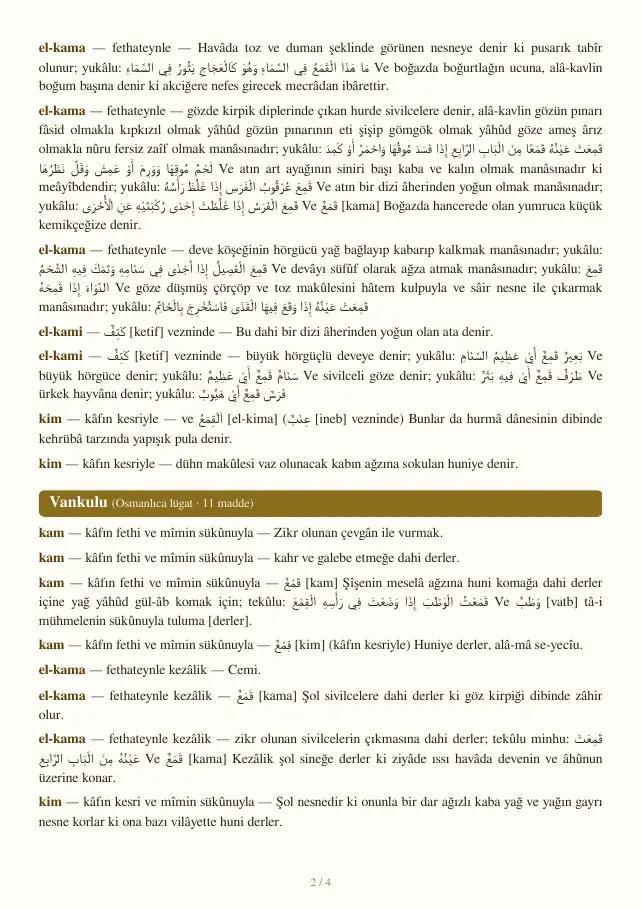 el-kama — fethateynle — Havâda toz ve duman şeklinde görünen nesneye denir ki pusarık tabîr
olunur; yukâlu: مَا هَذَا الْقَمَعُ فِي السَّمَاءِ وَهُوَ كَالْعَجَاجِ يَثُورُ فِي السَّمَاءِ Ve boğazda boğurtlağın ucuna, alâ-kavlin
boğum başına denir ki akciğere nefes girecek mecrâdan ibârettir.
el-kama — fethateynle — gözde kirpik diplerinde çıkan hurde sivilcelere denir, alâ-kavlin gözün pınarı
fâsid olmakla kıpkızıl olmak yâhûd gözün pınarının eti şişip gömgök olmak yâhûd göze ameş ârız
olmakla nûru fersiz zaîf olmak manâsınadır; yukâlu: قَمِعَتْ عَيْنُهُ قَمَعًا مِنَ الْبَابِ الرَّابِعِ إِذَا فَسَدَ مُوقُهَا وَاحْمَرَّ أَوْ كَمِدَ
لَحْمُ مُوقِهَا وَوَرِمَ أَوْ عَمِشَ وَقَلَّ نَظَرُهَا Ve atın art ayağının siniri başı kaba ve kalın olmak manâsınadır ki
meâyîbdendir; yukâlu: قَمِعَ عُرْقُوبُ الْفَرَسِ إِذَا غَلُظَ رَأْسُهُ Ve atın bir dizi âherinden yoğun olmak manâsınadır;
yukâlu: قَمِعَ الْفَرَسُ إِذَا غَلُظَتْ إِحْدَى رُكْبَتَيْهِ عَنِ الْأُخْرَى Ve قَمَعٌ [kama] Boğazda hancerede olan yumruca küçük
kemikçeğize denir.
el-kama — fethateynle — deve köşeğinin hörgücü yağ bağlayıp kabarıp kalkmak manâsınadır; yukâlu:
قَمِعَ الْفَصِيلُ إِذَا أَجْذَى فِي سَنَامِهِ وَتَمَكَ فِيهِ الشَّحْمُ Ve devâyı süfûf olarak ağza atmak manâsınadır; yukâlu: قَمِعَ
الدَّوَاءَ إِذَا قَمِحَهُ Ve göze düşmüş çörçöp ve toz makûlesini hâtem kulpuyla ve sâir nesne ile çıkarmak
manâsınadır; yukâlu: قَمِعَتْ عَيْنُهُ إِذَا وَقَعَ فِيهَا الْقَذَى فَاسْتُخْرِجَ بِالْخَاتَمِ
el-kami — كَتِفٌ [ketif] vezninde — Bu dahi bir dizi âherinden yoğun olan ata denir.
el-kami — كَتِفٌ [ketif] vezninde — büyük hörgüçlü deveye denir; yukâlu: بَعِيرٌ قَمِعٌ أَيْ عَظِيمُ السَّنَامِ Ve
büyük hörgüce denir; yukâlu: سَنَامٌ قَمِعٌ أَيْ عَظِيمٌ Ve sivilceli göze denir; yukâlu: طَرْفٌ قَمِعٌ أَيْ فِيهِ بَثْرٌ Ve
ürkek hayvâna denir; yukâlu: فَرَسٌ قَمِعٌ أَيْ هَيُوبٌ
kim — kâfın kesriyle — ve اَلْقِمَعُ [el-kima] (عِنَبٌ [ineb] vezninde) Bunlar da hurmâ dânesinin dibinde
kehrübâ tarzında yapışık pula denir.
kim — kâfın kesriyle — dühn makûlesi vaz olunacak kabın ağzına sokulan huniye denir.
Vankulu (Osmanlıca lügat · 11 madde)
kam — kâfın fethi ve mîmin sükûnuyla — Zikr olunan çevgân ile vurmak.
kam — kâfın fethi ve mîmin sükûnuyla — kahr ve galebe etmeğe dahi derler.
kam — kâfın fethi ve mîmin sükûnuyla — قَمْعٌ [kam] Şîşenin meselâ ağzına huni komağa dahi derler
içine yağ yâhûd gül-âb komak için; tekûlu: قَمَعْتُ الْوَطْبَ إِذَا وَضَعْتَ فِي رَأْسِهِ الْقِمْعَ Ve وَطْبٌ [vatb] tâ-i
mühmelenin sükûnuyla tuluma [derler].
kam — kâfın fethi ve mîmin sükûnuyla — قِمْعٌ [kim] (kâfın kesriyle) Huniye derler, alâ-mâ se-yecîu.
el-kama — fethateynle kezâlik — Cemi.
el-kama — fethateynle kezâlik — قَمَعٌ [kama] Şol sivilcelere dahi derler ki göz kirpiği dibinde zâhir
olur.
el-kama — fethateynle kezâlik — zikr olunan sivilcelerin çıkmasına dahi derler; tekûlu minhu: قَمِعَتْ
عَيْنُهُ مِنَ الْبَابِ الرَّابِعِ Ve قَمَعٌ [kama] Kezâlik şol sineğe derler ki ziyâde ıssı havâda devenin ve âhûnun
üzerine konar.
kim — kâfın kesri ve mîmin sükûnuyla — Şol nesnedir ki onunla bir dar ağızlı kaba yağ ve yağın gayrı
nesne korlar ki ona bazı vilâyette huni derler.
2 / 4